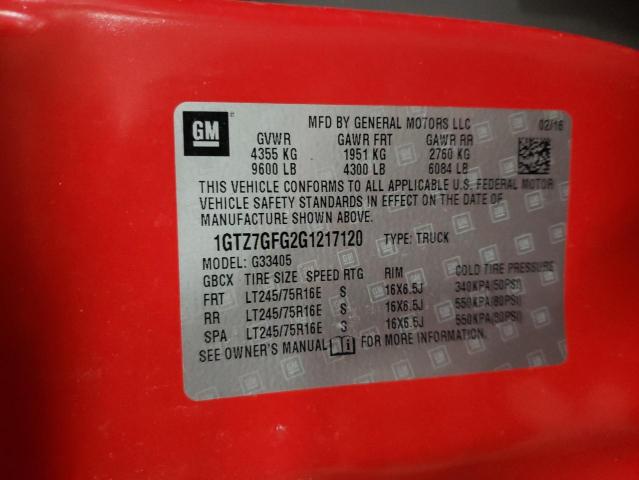 GM MFD BY GENERAL MOTORS LLC 02/16
GVWR GAWR FRT GAWR RR
4355 KG 1951 KG 2760 KG
9600 LB 4300 LB 6084 LB
THIS VEHICLE CONFORMS TO ALL APPLICABLE U.S. FEDERAL MOTOR
VEHICLE SAFETY STANDARDS IN EFFECT ON THE DATE OF
MANUFACTURE SHOWN ABOVE.
1GTZ7GFG2G1217120 TYPE: TRUCK
MODEL: G33405
GBCX TIRE SIZE SPEED RTG RIM COLD TIRE PRESSURE
FRT LT245/75R16E S 16X6.5J 340KPA(50PSI)
RR LT245/75R16E S 16X6.5J 550KPA(80PSI)
SPA LT245/75R16E S 16X6.5J 550KPA(80PSI)
SEE OWNER'S MANUAL FOR MORE INFORMATION.